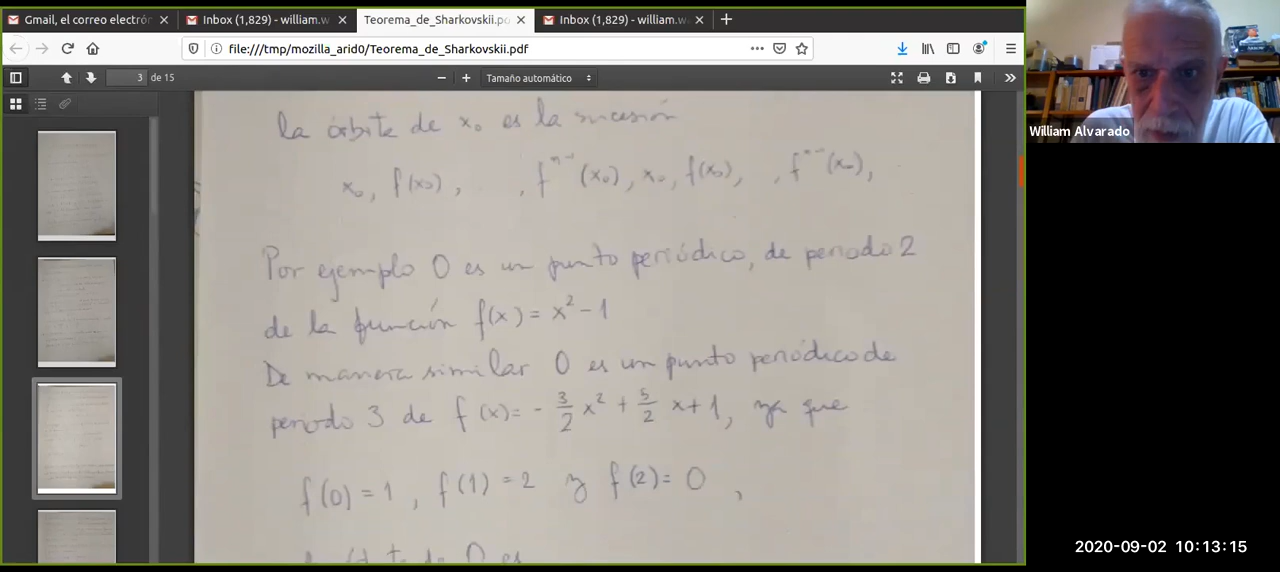 Gmail, el correo electrón
Inbox (1,829) - william.w
Teorema_de_Sharkovskii.pd
Inbox (1,829) - william.w
file:///tmp/mozilla_arid0/Teorema_de_Sharkovskii.pdf
3 de 15
Tamaño automático
la órbita de x₀ es la sucesión
x₀, f(x₀), , fⁿ⁻¹(x₀), x₀, f(x₀), , fⁿ⁻¹(x₀),
Por ejemplo 0 es un punto periódico, de periodo 2
de la función f(x) = x² - 1
De manera similar 0 es un punto periódico de
periodo 3 de f(x) = - 3/2 x² + 5/2 x + 1, ya que
f(0) = 1, f(1) = 2 y f(2) = 0,
de 0 es
William Alvarado
2020-09-02 10:13:15